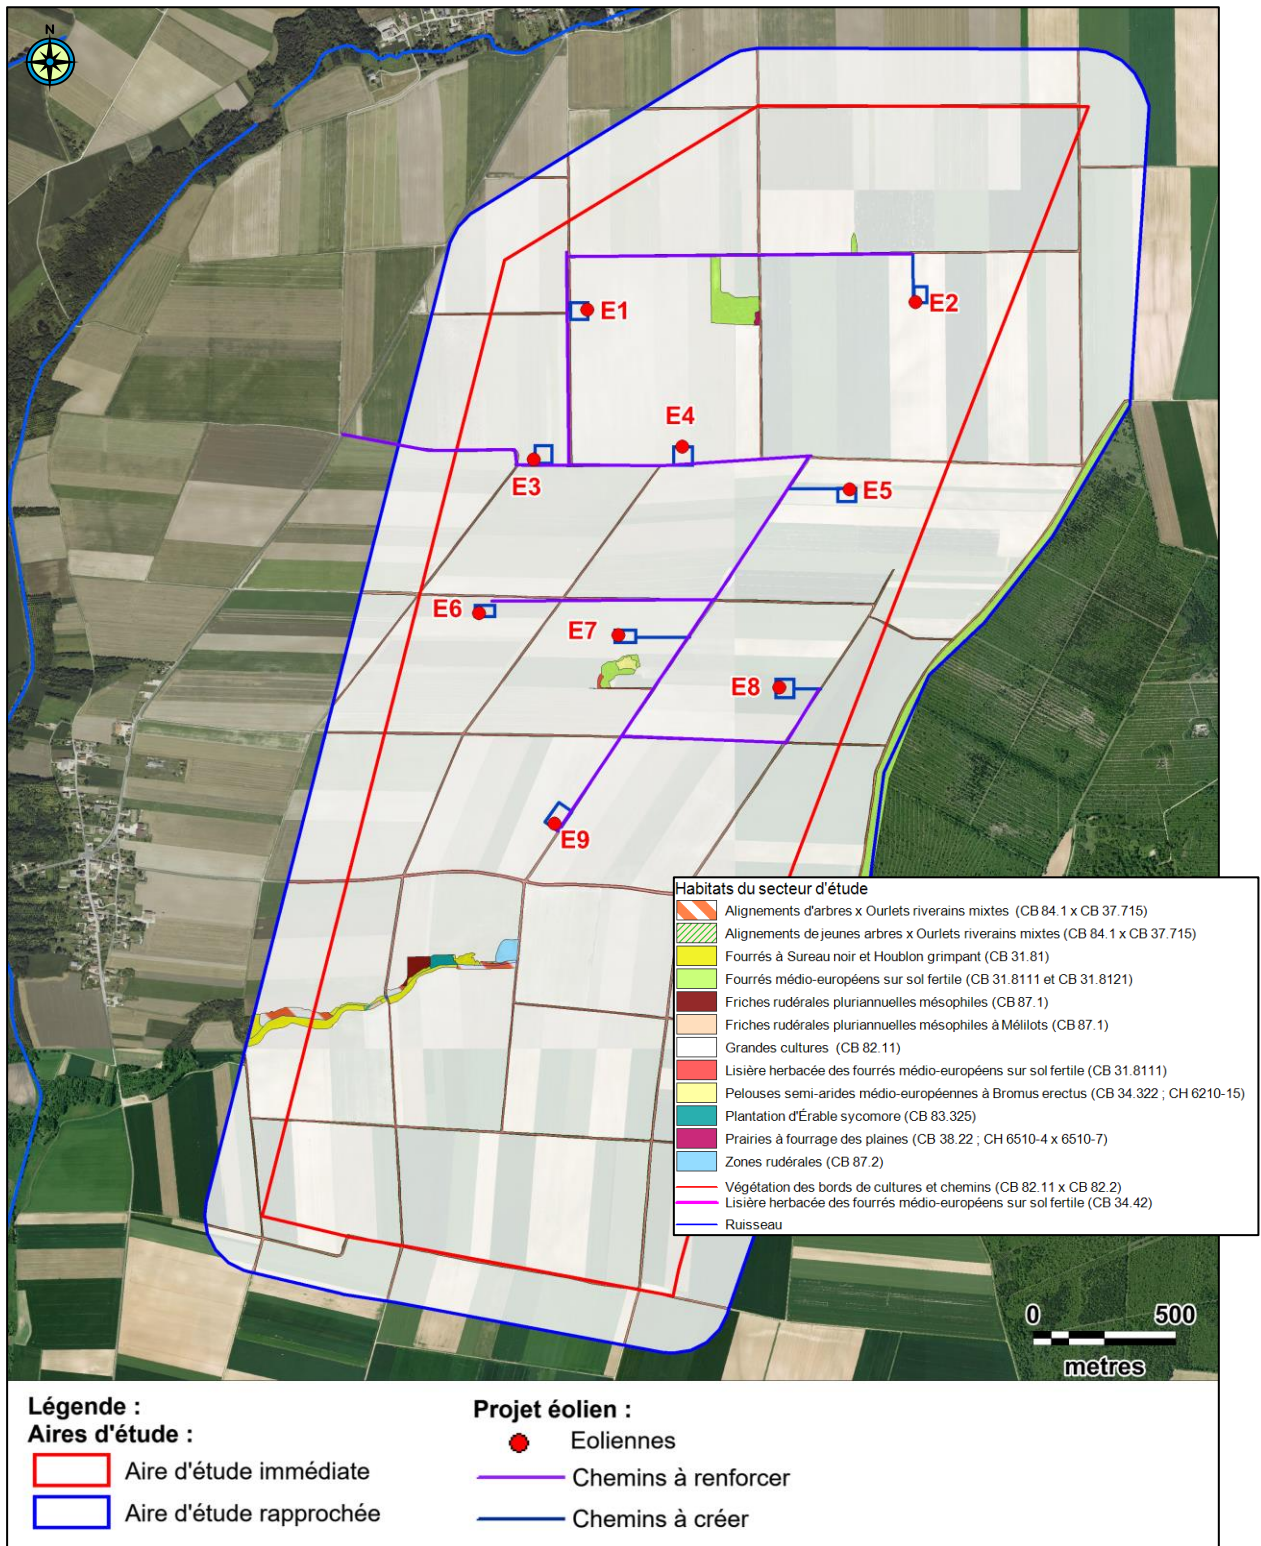 N
E1
E2
E4
E3
E5
E6
E7
E8
E9
Habitats du secteur d'étude
Alignements d'arbres x Ourlets riverains mixtes (CB 84.1 x CB 37.715)
Alignements de jeunes arbres x Ourlets riverains mixtes (CB 84.1 x CB 37.715)
Fourrés à Sureau noir et Houblon grimpant (CB 31.81)
Fourrés médio-européens sur sol fertile (CB 31.8111 et CB 31.8121)
Friches rudérales pluriannuelles mésophiles (CB 87.1)
Friches rudérales pluriannuelles mésophiles à Mélilots (CB 87.1)
Grandes cultures (CB 82.11)
Lisière herbacée des fourrés médio-européens sur sol fertile (CB 31.8111)
Pelouses semi-arides médio-européennes à Bromus erectus (CB 34.322 ; CH 6210-15)
Plantation d'Érable sycomore (CB 83.325)
Prairies à fourrage des plaines (CB 38.22 ; CH 6510-4 x 6510-7)
Zones rudérales (CB 87.2)
Végétation des bords de cultures et chemins (CB 82.11 x CB 82.2)
Lisière herbacée des fourrés médio-européens sur sol fertile (CB 34.42)
Ruisseau
0 500
metres
Légende :
Aires d'étude :
Aire d'étude immédiate
Aire d'étude rapprochée
Projet éolien :
Eoliennes
Chemins à renforcer
Chemins à créer